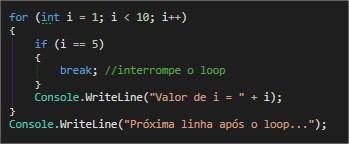 for (int i = 1; i < 10; i++)
{
    if (i == 5)
    {
        break; //interrompe o loop
    }
    Console.WriteLine("Valor de i = " + i);
}
Console.WriteLine("Próxima linha após o loop...");